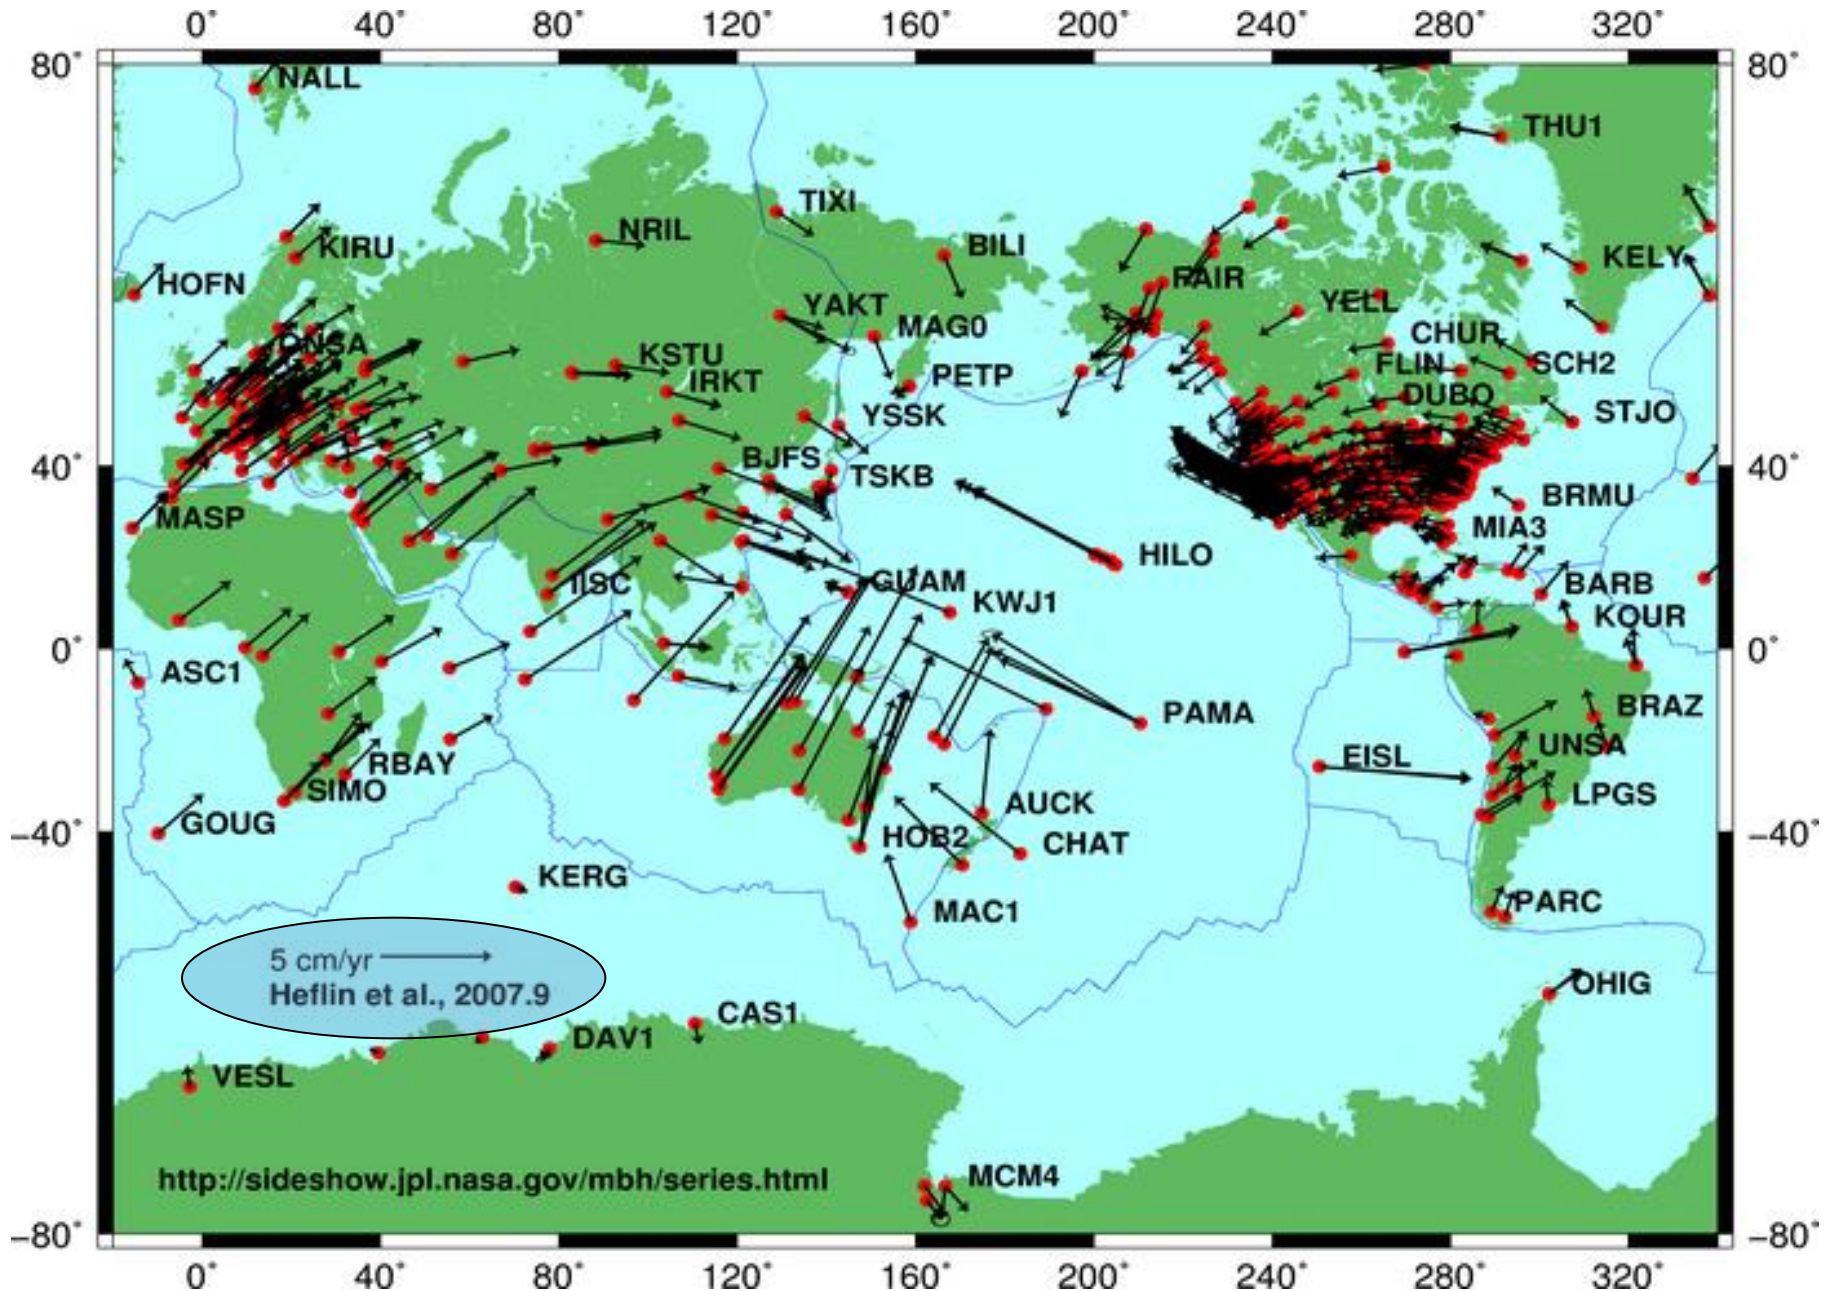 0° 40° 80° 120° 160° 200° 240° 280° 320°
80° 80°
NALL
THU1
TIXI
NRIL
BILI
KIRU
KELY
HOFN
FAIR
YAKT
YELL
MAG0
CHUR
ONSA
KSTU
FLIN
SCH2
IRKT
PETP
DUBO
YSSK
STJO
40° 40°
BJFS
TSKB
BRMU
MASP
MIA3
HILO
IISC
GUAM
BARB
KWJ1
KOUR
0° 0°
ASC1
PAMA
BRAZ
UNSA
EISL
RBAY
SIMO
LPGS
AUCK
GOUG
HOB2
CHAT
−40° −40°
KERG
PARC
MAC1
5 cm/yr
Heflin et al., 2007.9
OHIG
CAS1
DAV1
VESL
MCM4
http://sideshow.jpl.nasa.gov/mbh/series.html
−80° −80°
0° 40° 80° 120° 160° 200° 240° 280° 320°